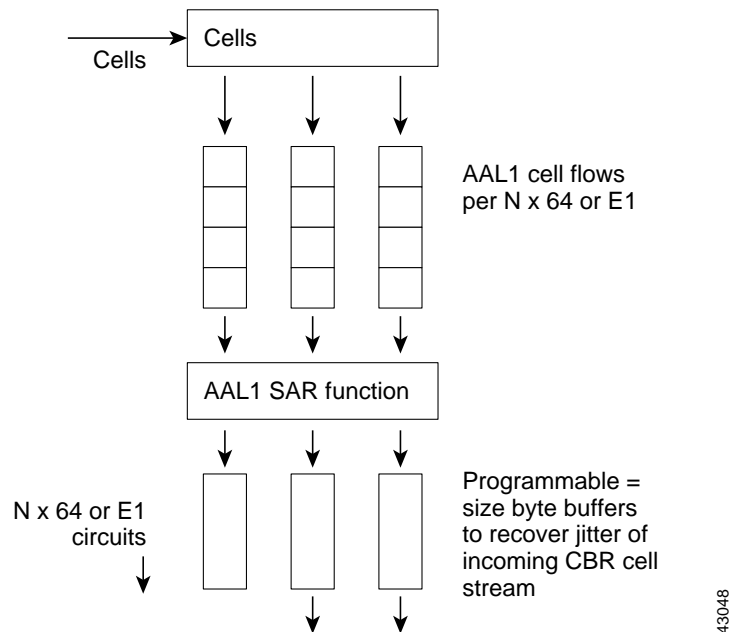 Cells
Cells
AAL1 cell flows
per N x 64 or E1
AAL1 SAR function
N x 64 or E1
circuits
Programmable =
size byte buffers
to recover jitter of
incoming CBR cell
stream
43048